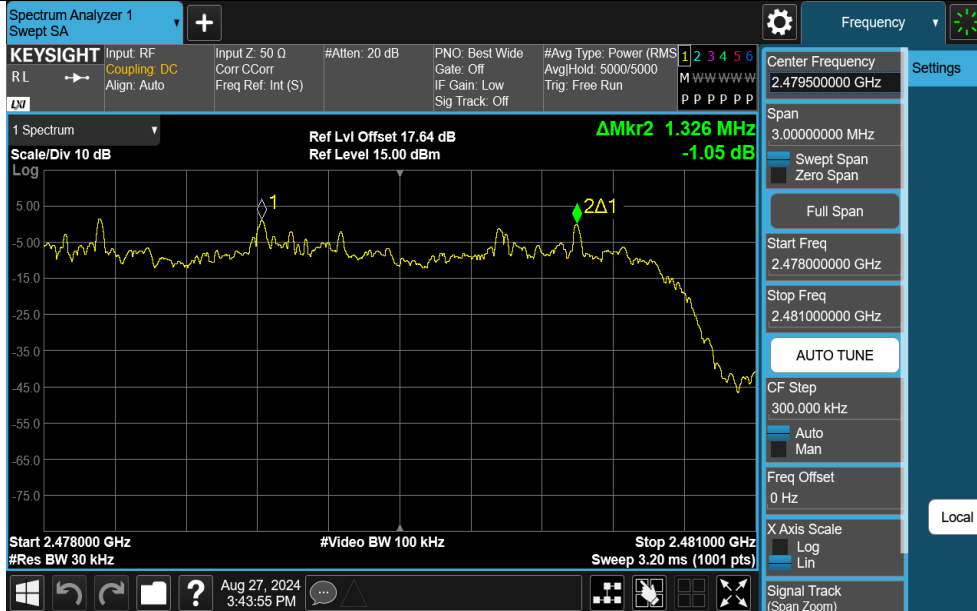 Spectrum Analyzer 1
Swept SA
+
Frequency
KEYSIGHT
R L
LXI
Input: RF
Coupling: DC
Align: Auto
Input Z: 50 Ω
Corr CCorr
Freq Ref: Int (S)
#Atten: 20 dB
PNO: Best Wide
Gate: Off
IF Gain: Low
Sig Track: Off
#Avg Type: Power (RMS
Avg|Hold: 5000/5000
Trig: Free Run
1 2 3 4 5 6
M W W W W W
P P P P P P
1 Spectrum
Scale/Div 10 dB
Ref Lvl Offset 17.64 dB
Ref Level 15.00 dBm
ΔMkr2 1.326 MHz
-1.05 dB
Log
5.00
-5.00
-15.0
-25.0
-35.0
-45.0
-55.0
-65.0
-75.0
1
2Δ1
Start 2.478000 GHz
#Res BW 30 kHz
#Video BW 100 kHz
Stop 2.481000 GHz
Sweep 3.20 ms (1001 pts)
Center Frequency
2.479500000 GHz
Settings
Span
3.00000000 MHz
Swept Span
Zero Span
Full Span
Start Freq
2.478000000 GHz
Stop Freq
2.481000000 GHz
AUTO TUNE
CF Step
300.000 kHz
Auto
Man
Freq Offset
0 Hz
Local
X Axis Scale
Log
Lin
Signal Track
(Span Zoom)
?
Aug 27, 2024
3:43:55 PM